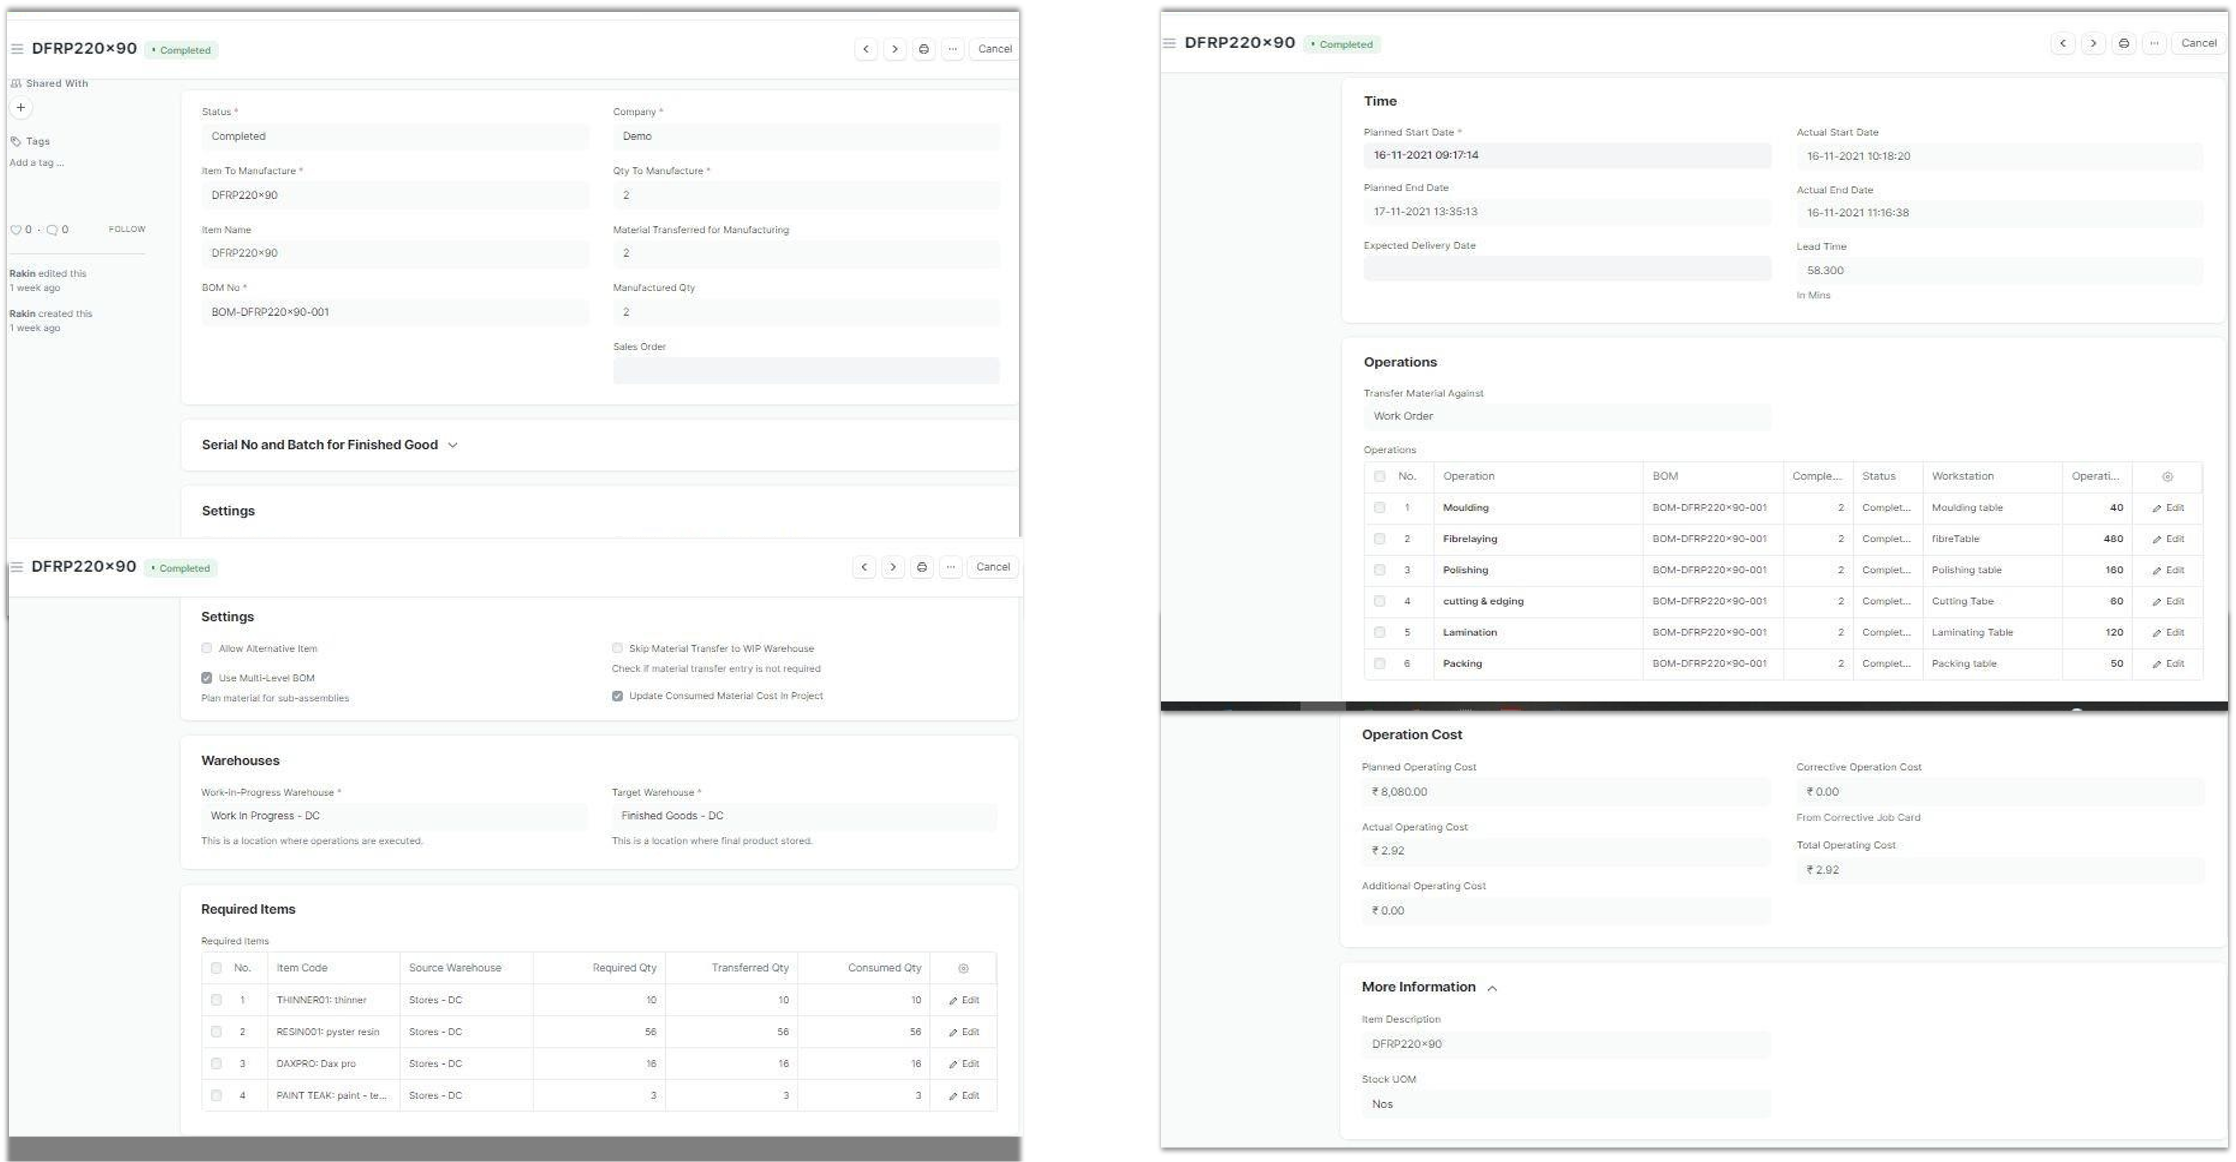 DFRP220×90 • Completed
Cancel
Shared With
+
Tags
Add a tag ...
0 · 0 FOLLOW
Rakin edited this
1 week ago
Rakin created this
1 week ago
Status *
Completed
Company *
Demo
Item To Manufacture *
DFRP220×90
Qty To Manufacture *
2
Item Name
DFRP220×90
Material Transferred for Manufacturing
2
BOM No *
BOM-DFRP220×90-001
Manufactured Qty
2
Sales Order
Serial No and Batch for Finished Good
Settings
DFRP220×90 • Completed
Cancel
Settings
Allow Alternative Item
Skip Material Transfer to WIP Warehouse
Check if material transfer entry is not required
Use Multi-Level BOM
Plan material for sub-assemblies
Update Consumed Material Cost In Project
Warehouses
Work-in-Progress Warehouse *
Work In Progress - DC
This is a location where operations are executed.
Target Warehouse *
Finished Goods - DC
This is a location where final product stored.
Required Items
Required Items
No. Item Code Source Warehouse Required Qty Transferred Qty Consumed Qty
1 THINNER01: thinner Stores - DC 10 10 10 Edit
2 RESIN001: pyster resin Stores - DC 56 56 56 Edit
3 DAXPRO: Dax pro Stores - DC 16 16 16 Edit
4 PAINT TEAK: paint - te... Stores - DC 3 3 3 Edit
DFRP220×90 • Completed
Cancel
Time
Planned Start Date *
16-11-2021 09:17:14
Actual Start Date
16-11-2021 10:18:20
Planned End Date
17-11-2021 13:35:13
Actual End Date
16-11-2021 11:16:38
Expected Delivery Date
Lead Time
58.300
In Mins
Operations
Transfer Material Against
Work Order
Operations
No. Operation BOM Comple... Status Workstation Operati...
1 Moulding BOM-DFRP220×90-001 2 Complet... Moulding table 40 Edit
2 Fibrelaying BOM-DFRP220×90-001 2 Complet... fibreTable 480 Edit
3 Polishing BOM-DFRP220×90-001 2 Complet... Polishing table 160 Edit
4 cutting & edging BOM-DFRP220×90-001 2 Complet... Cutting Tabe 60 Edit
5 Lamination BOM-DFRP220×90-001 2 Complet... Laminating Table 120 Edit
6 Packing BOM-DFRP220×90-001 2 Complet... Packing table 50 Edit
Operation Cost
Planned Operating Cost
₹ 8,080.00
Corrective Operation Cost
₹ 0.00
From Corrective Job Card
Actual Operating Cost
₹ 2.92
Total Operating Cost
₹ 2.92
Additional Operating Cost
₹ 0.00
More Information
Item Description
DFRP220×90
Stock UOM
Nos